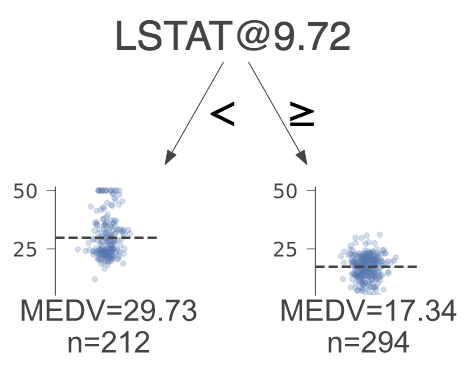 LSTAT@9.72
< ≥
50 50
25 25
MEDV=29.73 MEDV=17.34
n=212 n=294